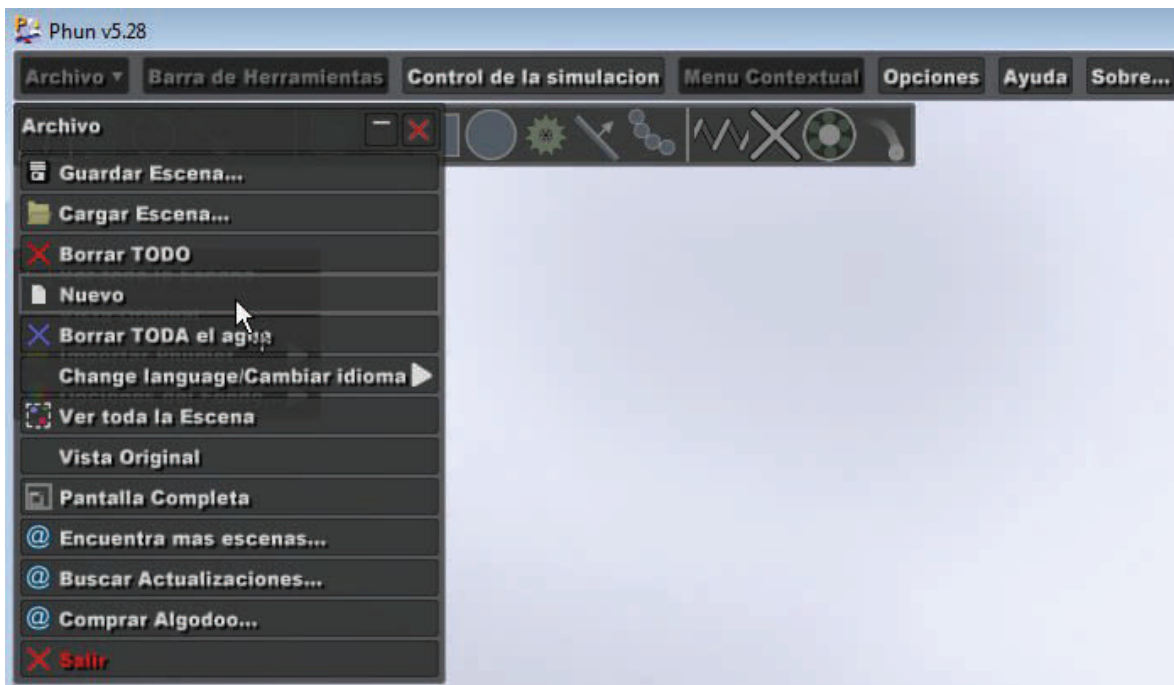 Phun v5.28
Archivo Barra de Herramientas Control de la simulacion Menu Contextual Opciones Ayuda Sobre...
Archivo
Guardar Escena...
Cargar Escena...
Borrar TODO
Nuevo
Borrar TODA el agua
Change language/Cambiar idioma
Ver toda la Escena
Vista Original
Pantalla Completa
@ Encuentra mas escenas...
@ Buscar Actualizaciones...
@ Comprar Algodoo...
Salir